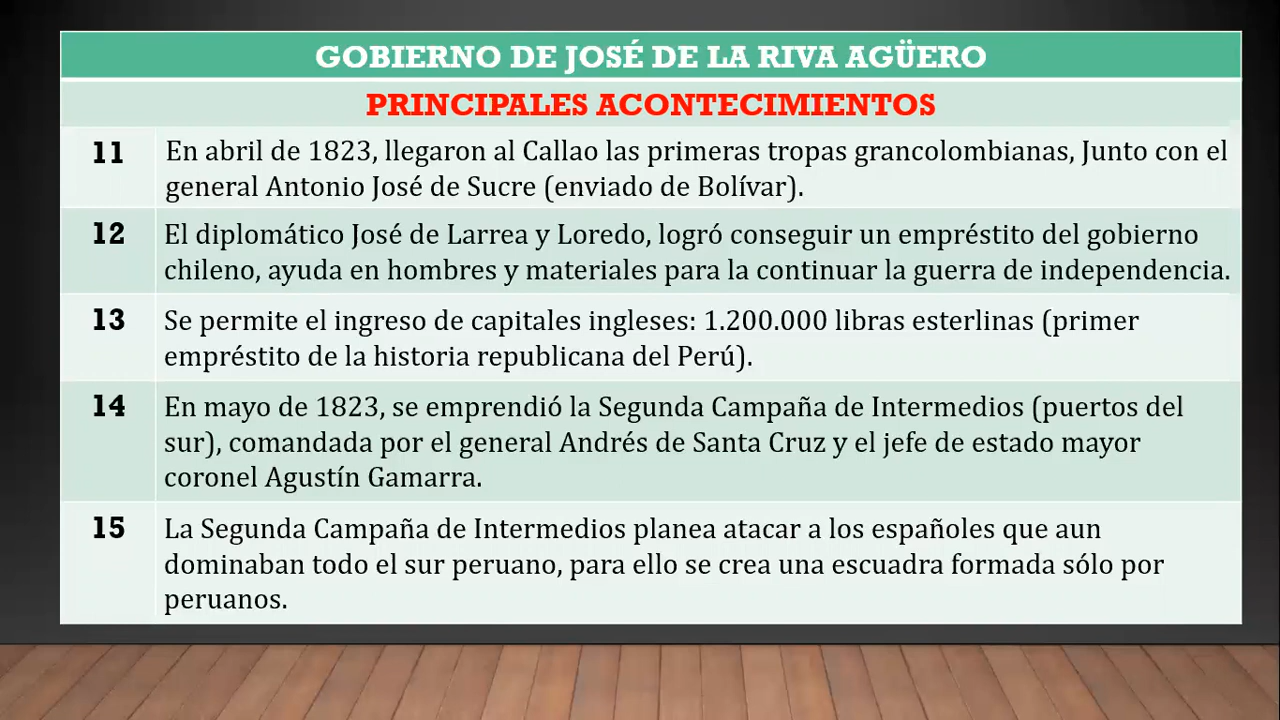 GOBIERNO DE JOSÉ DE LA RIVA AGÜERO
PRINCIPALES ACONTECIMIENTOS
11 En abril de 1823, llegaron al Callao las primeras tropas grancolombianas, Junto con el
general Antonio José de Sucre (enviado de Bolívar).
12 El diplomático José de Larrea y Loredo, logró conseguir un empréstito del gobierno
chileno, ayuda en hombres y materiales para la continuar la guerra de independencia.
13 Se permite el ingreso de capitales ingleses: 1.200.000 libras esterlinas (primer
empréstito de la historia republicana del Perú).
14 En mayo de 1823, se emprendió la Segunda Campaña de Intermedios (puertos del
sur), comandada por el general Andrés de Santa Cruz y el jefe de estado mayor
coronel Agustín Gamarra.
15 La Segunda Campaña de Intermedios planea atacar a los españoles que aun
dominaban todo el sur peruano, para ello se crea una escuadra formada sólo por
peruanos.